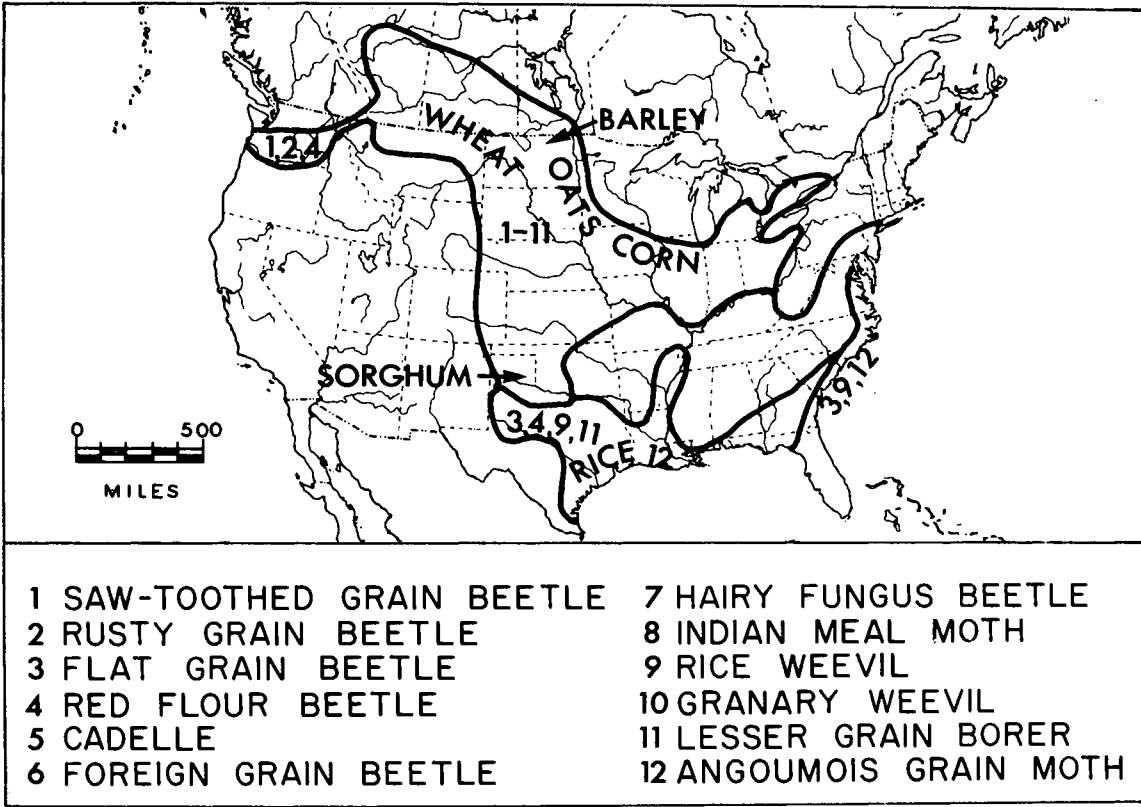 BARLEY
WHEAT
OATS
CORN
1,2,4
1-11
SORGHUM
3,4,9,11
RICE 12
3,9,12
0 500
MILES
1 SAW-TOOTHED GRAIN BEETLE
2 RUSTY GRAIN BEETLE
3 FLAT GRAIN BEETLE
4 RED FLOUR BEETLE
5 CADELLE
6 FOREIGN GRAIN BEETLE
7 HAIRY FUNGUS BEETLE
8 INDIAN MEAL MOTH
9 RICE WEEVIL
10 GRANARY WEEVIL
11 LESSER GRAIN BORER
12 ANGOUMOIS GRAIN MOTH